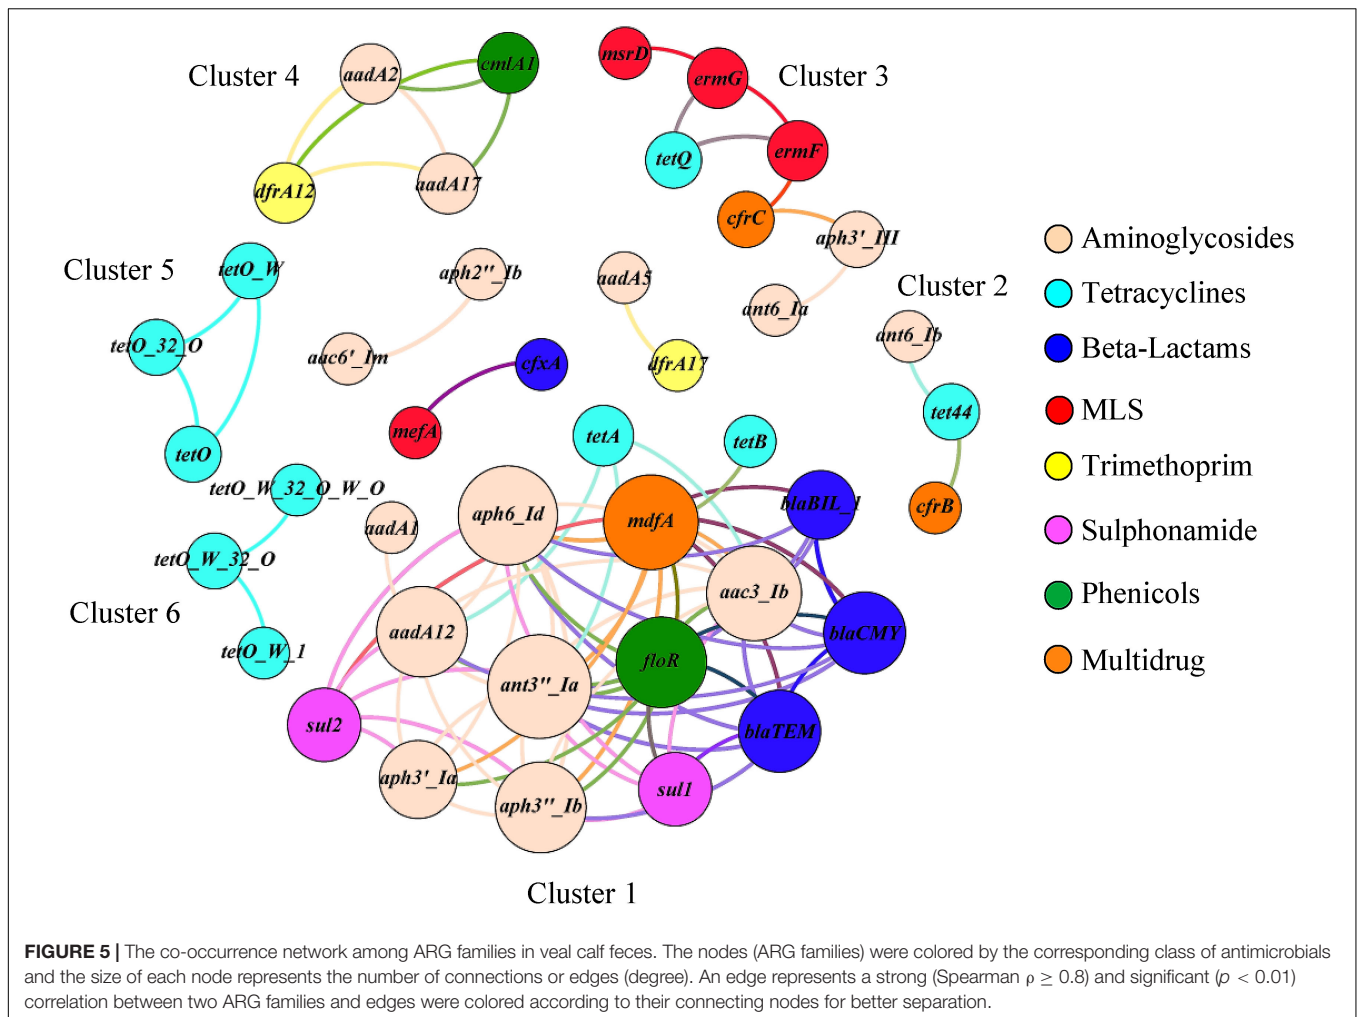 Cluster 4
aadA2
cmlA1
dfrA12
aadA17
msrD
ermG
Cluster 3
tetQ
ermF
cfrC
aph3'_III
ant6_Ia
Cluster 5
tetO_W
tetO_32_O
tetO
aph2''_Ib
aac6'_Im
aadA5
dfrA17
cfxA
mefA
Cluster 2
ant6_Ib
tet44
cfrB
tetO_W_32_O_W_O
tetO_W_32_O
Cluster 6
tetO_W_1
tetA
tetB
aadA1
aph6_Id
mdfA
blaBIL_1
aac3_Ib
aadA12
blaCMY
floR
ant3''_Ia
sul2
blaTEM
aph3'_Ia
aph3''_Ib
sul1
Cluster 1
Aminoglycosides
Tetracyclines
Beta-Lactams
MLS
Trimethoprim
Sulphonamide
Phenicols
Multidrug
FIGURE 5 | The co-occurrence network among ARG families in veal calf feces. The nodes (ARG families) were colored by the corresponding class of antimicrobials
and the size of each node represents the number of connections or edges (degree). An edge represents a strong (Spearman ρ ≥ 0.8) and significant (p < 0.01)
correlation between two ARG families and edges were colored according to their connecting nodes for better separation.